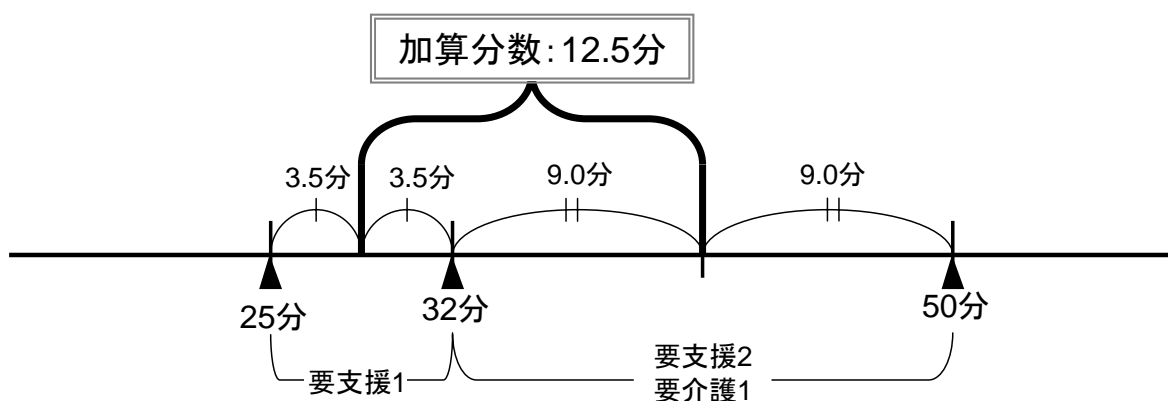 加算分数：12.5分
3.5分
3.5分
9.0分
9.0分
25分
32分
50分
要支援1
要支援2
要介護1